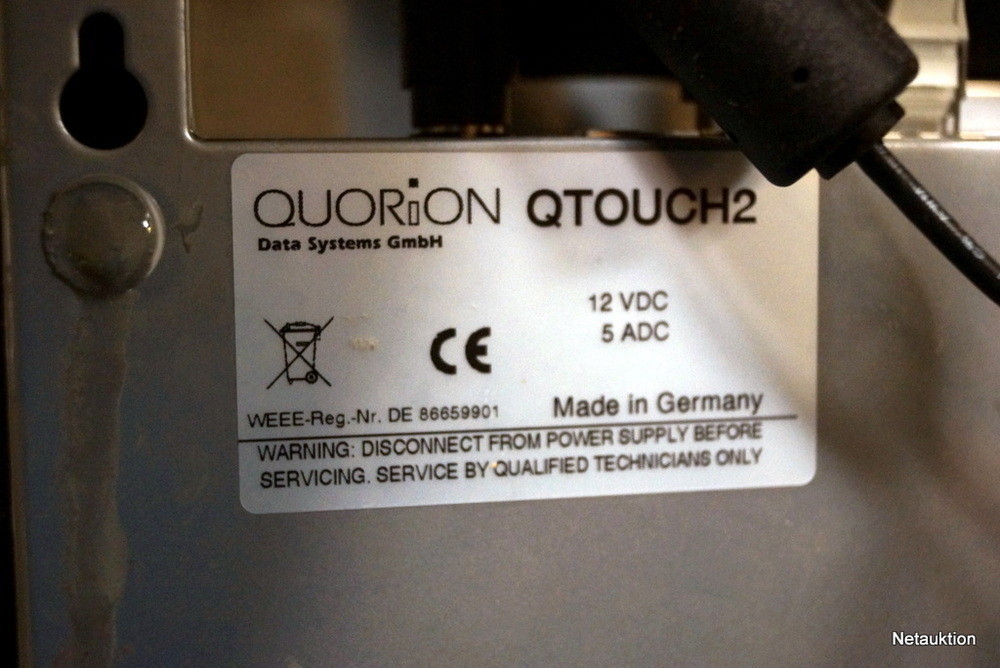 QUORiON QTOUCH2
Data Systems GmbH
12 VDC
5 ADC
CE
WEEE-Reg.-Nr. DE 86659901
Made in Germany
WARNING: DISCONNECT FROM POWER SUPPLY BEFORE
SERVICING. SERVICE BY QUALIFIED TECHNICIANS ONLY
Netauktion